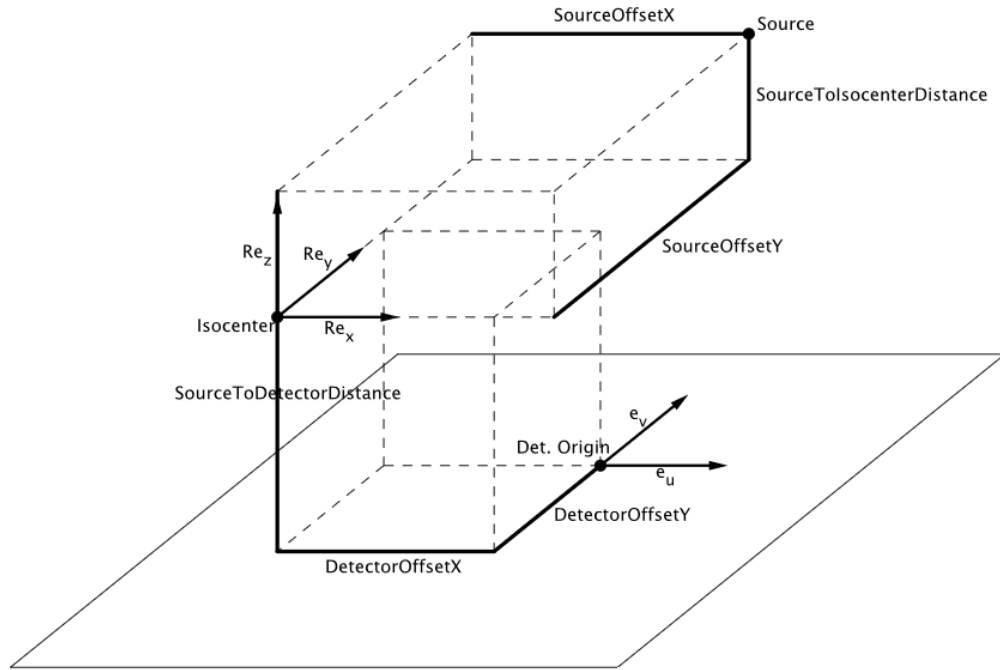 SourceOffsetX
Source
SourceToIsocenterDistance
SourceOffsetY
Re_z
Re_y
Isocenter
Re_x
SourceToDetectorDistance
e_v
Det. Origin
e_u
DetectorOffsetY
DetectorOffsetX